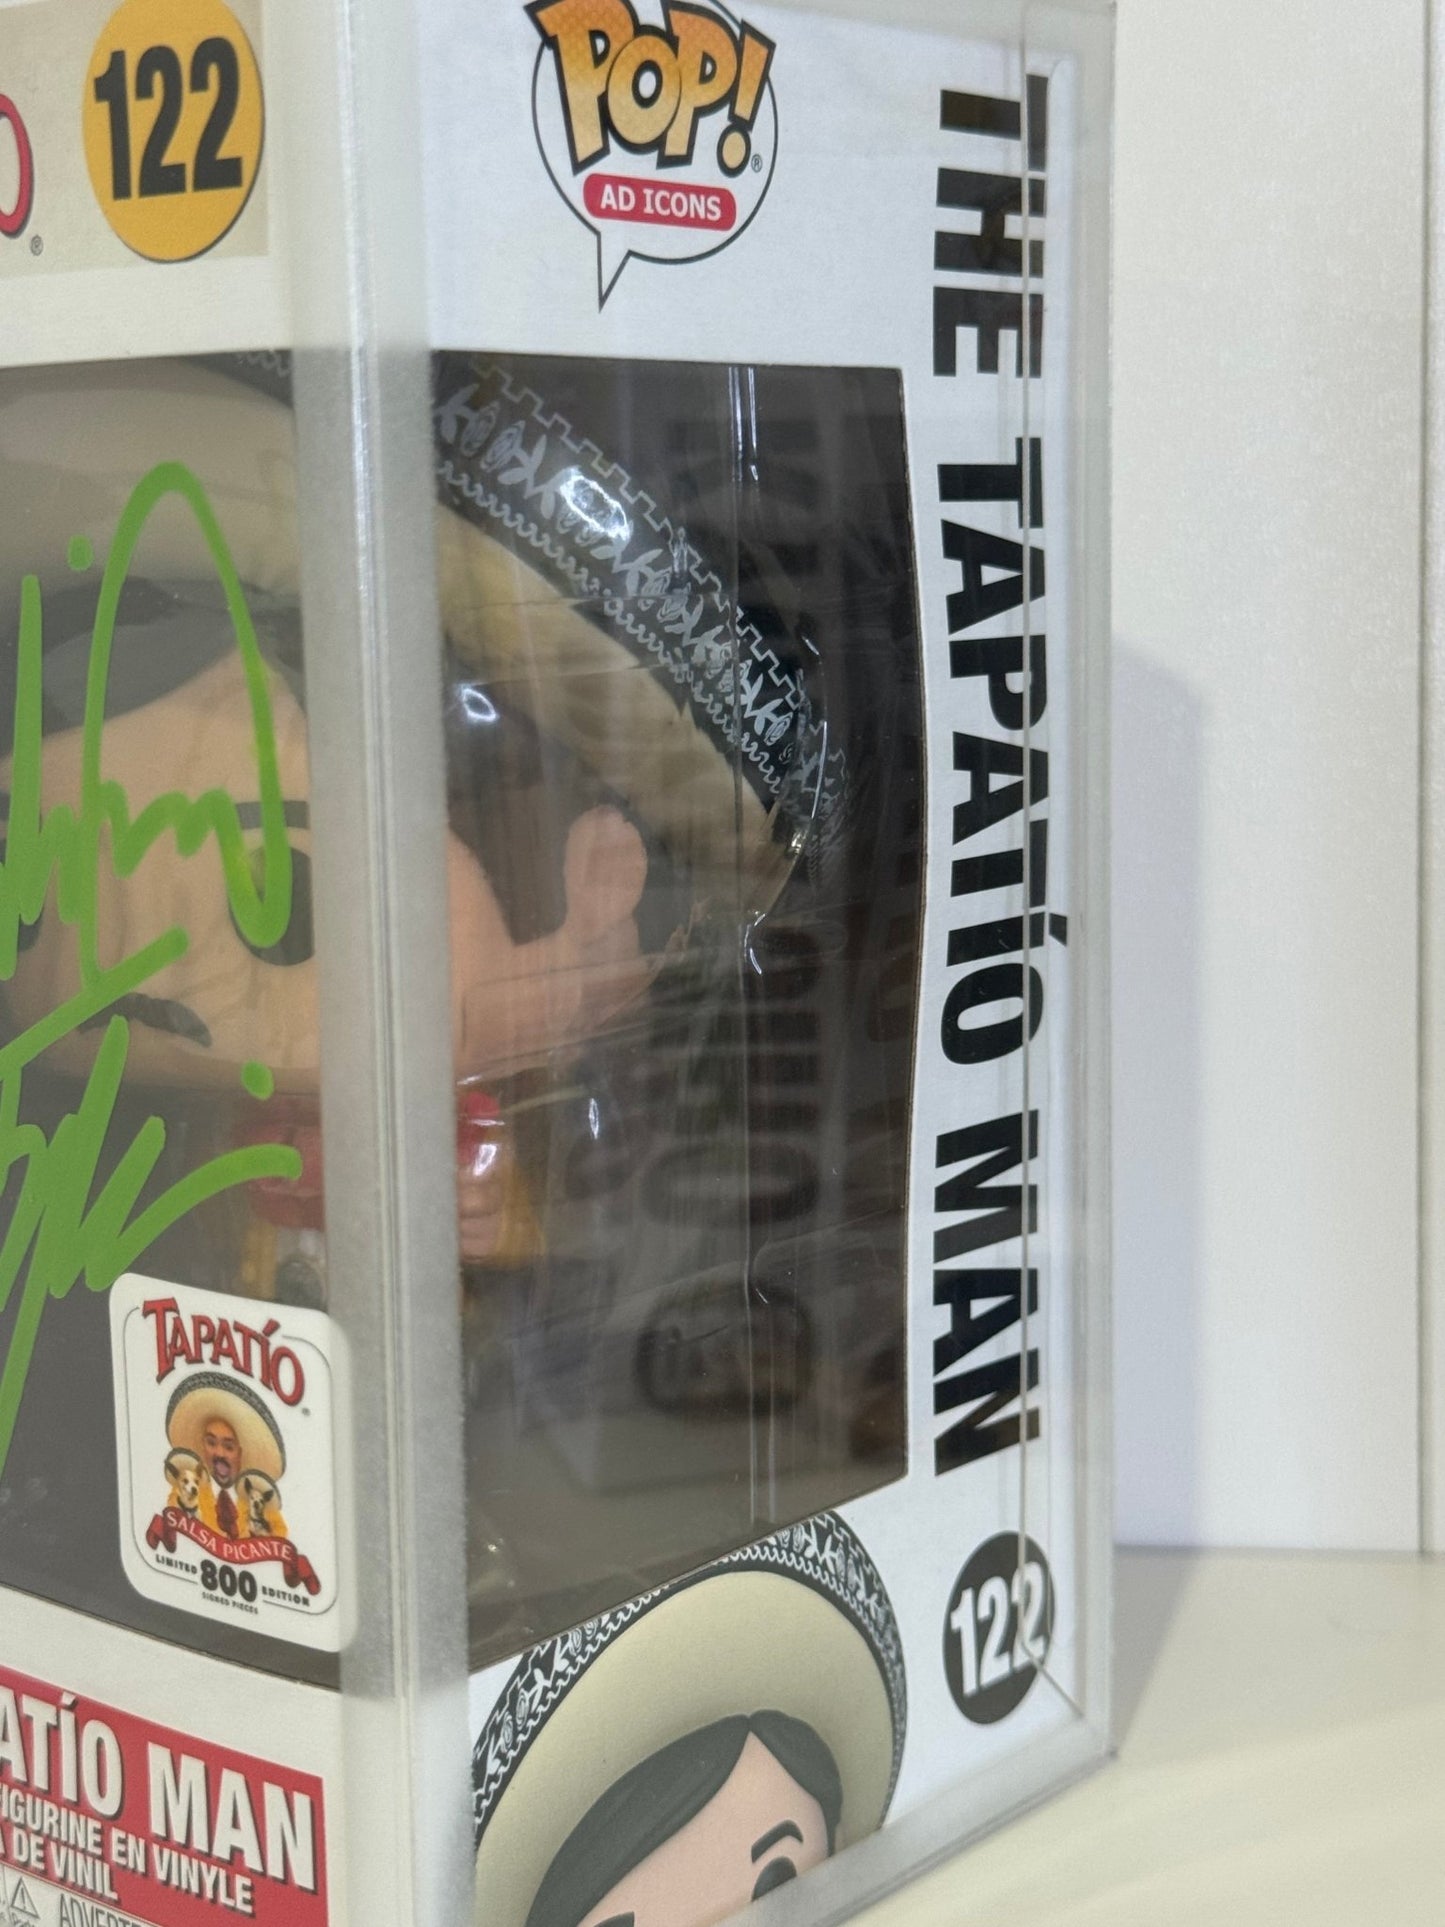 122
®
POP!®
AD ICONS
THE TAPATÍO MAN
122
TAPATÍO®
SALSA PICANTE
LIMITED 800 EDITION
SIGNED PIECES
ATÍO MAN
IGURINE EN VINYLE
A DE VINIL